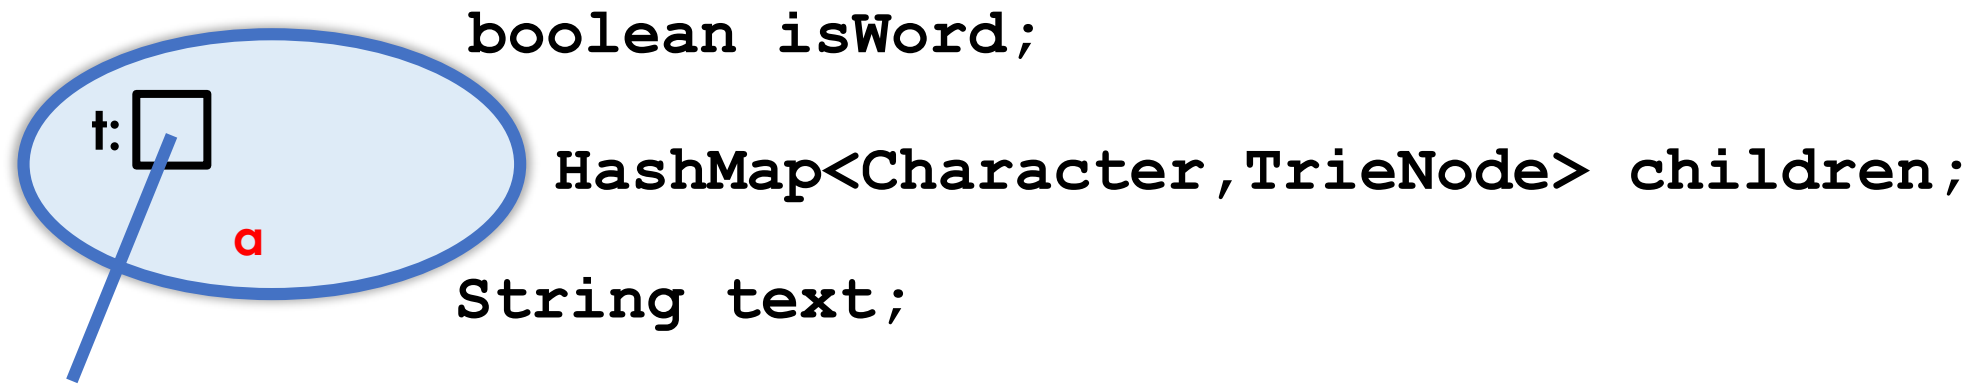 boolean isWord;
t:
HashMap<Character,TrieNode> children;
a
String text;